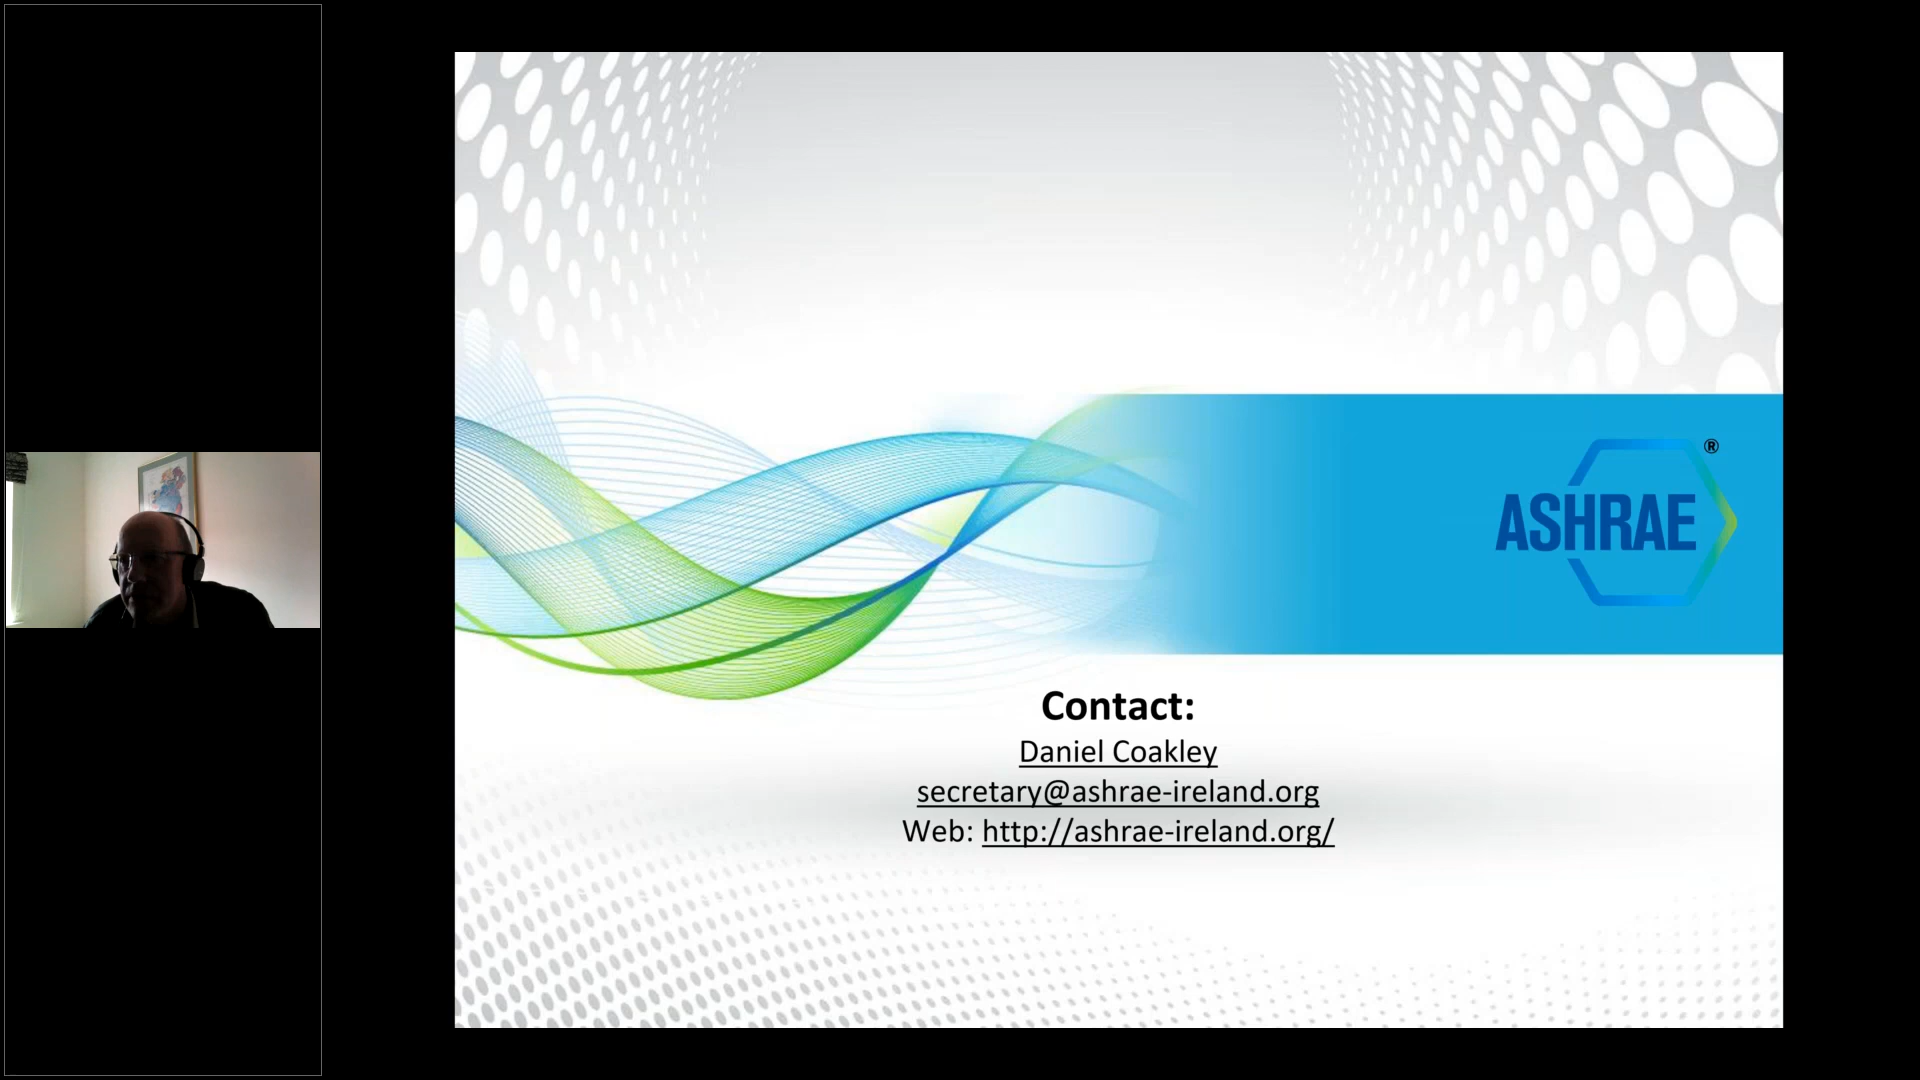 ASHRAE®
Contact:
Daniel Coakley
secretary@ashrae-ireland.org
Web: http://ashrae-ireland.org/